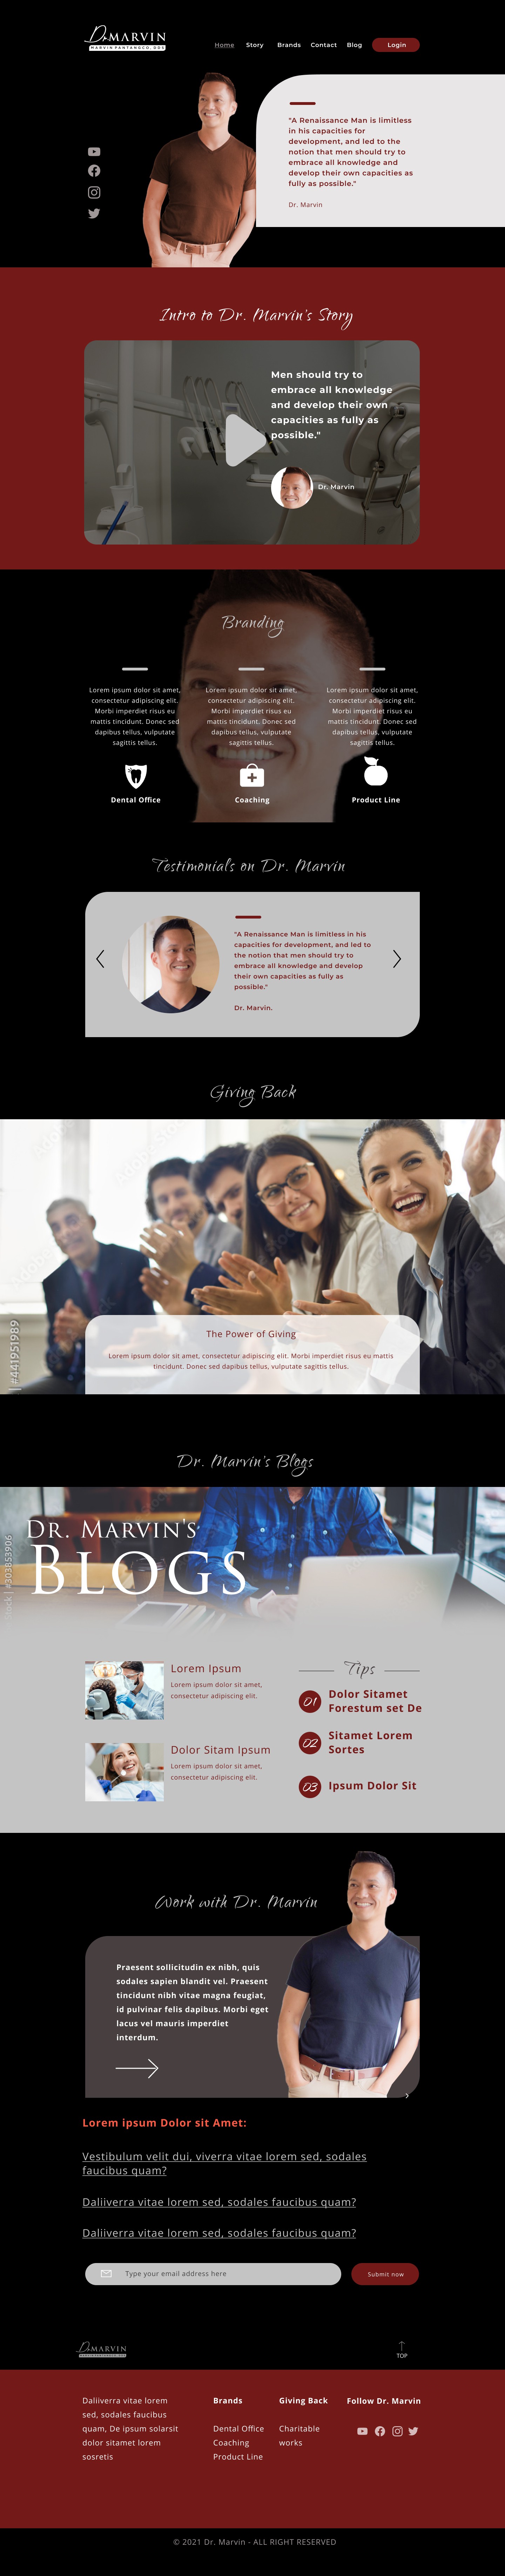 Dr. MARVIN
MARVIN PANTANGCO, DDS
Home Story Brands Contact Blog Login
"A Renaissance Man is limitless
in his capacities for
development, and led to the
notion that men should try to
embrace all knowledge and
develop their own capacities as
fully as possible."
Dr. Marvin
Intro to Dr. Marvin's Story
Men should try to
embrace all knowledge
and develop their own
capacities as fully as
possible."
Dr. Marvin
Branding
Lorem ipsum dolor sit amet,
consectetur adipiscing elit.
Morbi imperdiet risus eu
mattis tincidunt. Donec sed
dapibus tellus, vulputate
sagittis tellus.
Dental Office
Lorem ipsum dolor sit amet,
consectetur adipiscing elit.
Morbi imperdiet risus eu
mattis tincidunt. Donec sed
dapibus tellus, vulputate
sagittis tellus.
Coaching
Lorem ipsum dolor sit amet,
consectetur adipiscing elit.
Morbi imperdiet risus eu
mattis tincidunt. Donec sed
dapibus tellus, vulputate
sagittis tellus.
Product Line
Testimonials on Dr. Marvin
"A Renaissance Man is limitless in his
capacities for development, and led to
the notion that men should try to
embrace all knowledge and develop
their own capacities as fully as
possible."
Dr. Marvin.
Giving Back
#441951989
The Power of Giving
Lorem ipsum dolor sit amet, consectetur adipiscing elit. Morbi imperdiet risus eu mattis
tincidunt. Donec sed dapibus tellus, vulputate sagittis tellus.
Dr. Marvin's Blogs
DR. MARVIN'S
BLOGS
#303853906
Lorem Ipsum
Lorem ipsum dolor sit amet,
consectetur adipiscing elit.
Dolor Sitam Ipsum
Lorem ipsum dolor sit amet,
consectetur adipiscing elit.
Tips
01 Dolor Sitamet
Forestum set De
02 Sitamet Lorem
Sortes
03 Ipsum Dolor Sit
Work with Dr. Marvin
Praesent sollicitudin ex nibh, quis
sodales sapien blandit vel. Praesent
tincidunt nibh vitae magna feugiat,
id pulvinar felis dapibus. Morbi eget
lacus vel mauris imperdiet
interdum.
Lorem ipsum Dolor sit Amet:
Vestibulum velit dui, viverra vitae lorem sed, sodales
faucibus quam?
Daliiverra vitae lorem sed, sodales faucibus quam?
Daliiverra vitae lorem sed, sodales faucibus quam?
Type your email address here
Submit now
Dr. MARVIN
TOP
Daliiverra vitae lorem
sed, sodales faucibus
quam, De ipsum solarsit
dolor sitamet lorem
sosretis
Brands
Dental Office
Coaching
Product Line
Giving Back
Charitable
works
Follow Dr. Marvin
© 2021 Dr. Marvin - ALL RIGHT RESERVED